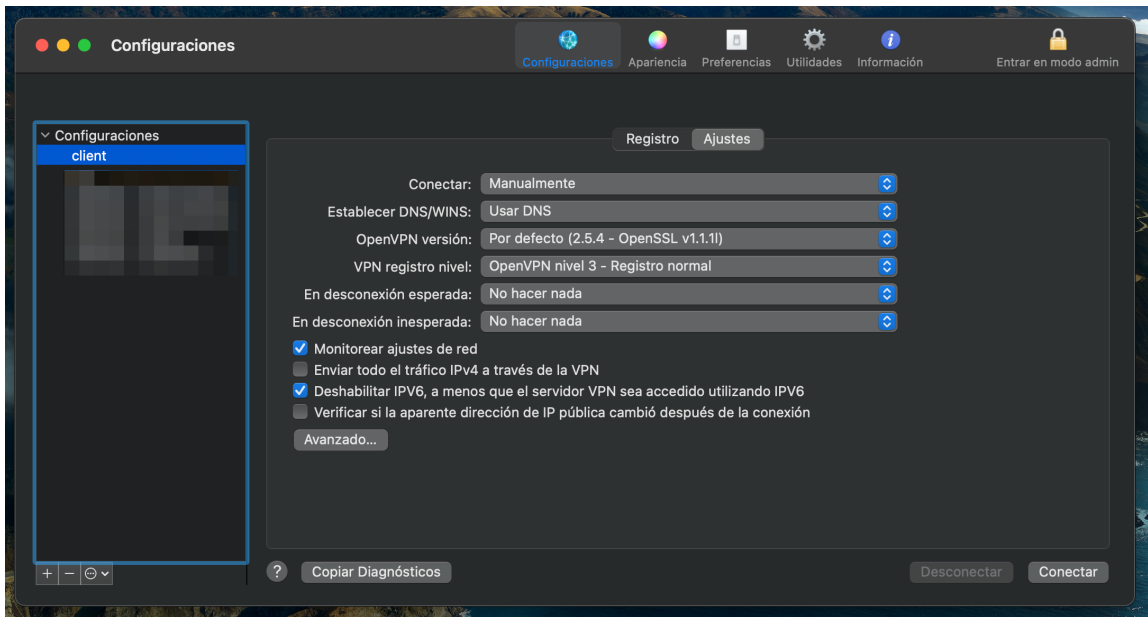 Configuraciones
Configuraciones Apariencia Preferencias Utilidades Información Entrar en modo admin
Configuraciones
client
Registro Ajustes
Conectar: Manualmente
Establecer DNS/WINS: Usar DNS
OpenVPN versión: Por defecto (2.5.4 - OpenSSL v1.1.1l)
VPN registro nivel: OpenVPN nivel 3 - Registro normal
En desconexión esperada: No hacer nada
En desconexión inesperada: No hacer nada
Monitorear ajustes de red
Enviar todo el tráfico IPv4 a través de la VPN
Deshabilitar IPV6, a menos que el servidor VPN sea accedido utilizando IPV6
Verificar si la aparente dirección de IP pública cambió después de la conexión
Avanzado...
? Copiar Diagnósticos Desconectar Conectar